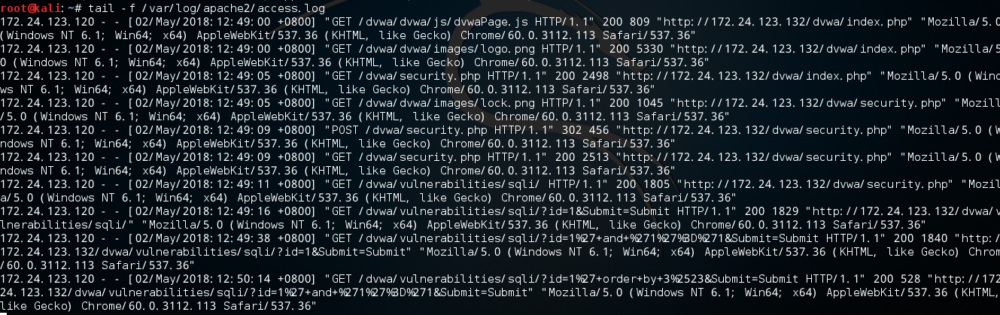 root@kali:~# tail -f /var/log/apache2/access.log
172.24.123.120 - - [02/May/2018:12:49:00 +0800] "GET /dvwa/dvwa/js/dvwaPage.js HTTP/1.1" 200 809 "http://172.24.123.132/dvwa/index.php" "Mozilla/5.0
(Windows NT 6.1; Win64; x64) AppleWebKit/537.36 (KHTML, like Gecko) Chrome/60.0.3112.113 Safari/537.36"
172.24.123.120 - - [02/May/2018:12:49:00 +0800] "GET /dvwa/dvwa/images/logo.png HTTP/1.1" 200 5330 "http://172.24.123.132/dvwa/index.php" "Mozilla/5
0 (Windows NT 6.1; Win64; x64) AppleWebKit/537.36 (KHTML, like Gecko) Chrome/60.0.3112.113 Safari/537.36"
172.24.123.120 - - [02/May/2018:12:49:05 +0800] "GET /dvwa/security.php HTTP/1.1" 200 2498 "http://172.24.123.132/dvwa/index.php" "Mozilla/5.0 (Wind
ws NT 6.1; Win64; x64) AppleWebKit/537.36 (KHTML, like Gecko) Chrome/60.0.3112.113 Safari/537.36"
172.24.123.120 - - [02/May/2018:12:49:05 +0800] "GET /dvwa/dvwa/images/lock.png HTTP/1.1" 200 1045 "http://172.24.123.132/dvwa/security.php" "Mozill
/5.0 (Windows NT 6.1; Win64; x64) AppleWebKit/537.36 (KHTML, like Gecko) Chrome/60.0.3112.113 Safari/537.36"
172.24.123.120 - - [02/May/2018:12:49:09 +0800] "POST /dvwa/security.php HTTP/1.1" 302 456 "http://172.24.123.132/dvwa/security.php" "Mozilla/5.0 (W
ndows NT 6.1; Win64; x64) AppleWebKit/537.36 (KHTML, like Gecko) Chrome/60.0.3112.113 Safari/537.36"
172.24.123.120 - - [02/May/2018:12:49:09 +0800] "GET /dvwa/security.php HTTP/1.1" 200 2513 "http://172.24.123.132/dvwa/security.php" "Mozilla/5.0 (W
ndows NT 6.1; Win64; x64) AppleWebKit/537.36 (KHTML, like Gecko) Chrome/60.0.3112.113 Safari/537.36"
172.24.123.120 - - [02/May/2018:12:49:11 +0800] "GET /dvwa/vulnerabilities/sqli/ HTTP/1.1" 200 1805 "http://172.24.123.132/dvwa/security.php" "Mozil
a/5.0 (Windows NT 6.1; Win64; x64) AppleWebKit/537.36 (KHTML, like Gecko) Chrome/60.0.3112.113 Safari/537.36"
172.24.123.120 - - [02/May/2018:12:49:16 +0800] "GET /dvwa/vulnerabilities/sqli/?id=1&Submit=Submit HTTP/1.1" 200 1829 "http://172.24.123.132/dvwa/v
lnerabilities/sqli/" "Mozilla/5.0 (Windows NT 6.1; Win64; x64) AppleWebKit/537.36 (KHTML, like Gecko) Chrome/60.0.3112.113 Safari/537.36"
172.24.123.120 - - [02/May/2018:12:49:38 +0800] "GET /dvwa/vulnerabilities/sqli/?id=1%27+and+%271%27%3D%271&Submit=Submit HTTP/1.1" 200 1840 "http:/
172.24.123.132/dvwa/vulnerabilities/sqli/?id=1&Submit=Submit" "Mozilla/5.0 (Windows NT 6.1; Win64; x64) AppleWebKit/537.36 (KHTML, like Gecko) Chrom
/60.0.3112.113 Safari/537.36"
172.24.123.120 - - [02/May/2018:12:50:14 +0800] "GET /dvwa/vulnerabilities/sqli/?id=1%27+order+by+3%2523&Submit=Submit HTTP/1.1" 200 528 "http://172
24.123.132/dvwa/vulnerabilities/sqli/?id=1%27+and+%271%27%3D%271&Submit=Submit" "Mozilla/5.0 (Windows NT 6.1; Win64; x64) AppleWebKit/537.36 (KHTML,
like Gecko) Chrome/60.0.3112.113 Safari/537.36"